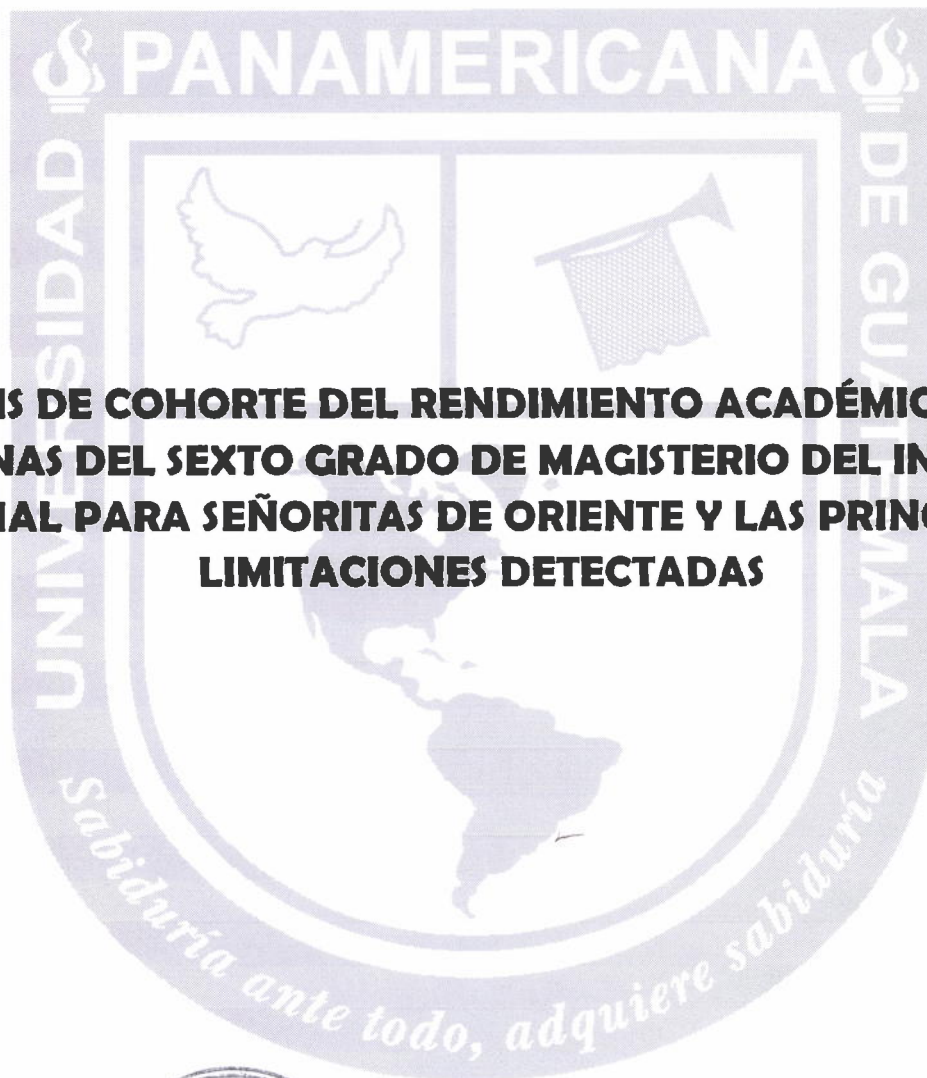 PANAMERICANA
UNIVERSIDAD
DE GUATEMALA
IS DE COHORTE DEL RENDIMIENTO ACADÉMIC
NAS DEL SEXTO GRADO DE MAGISTERIO DEL IN
IAL PARA SEÑORITAS DE ORIENTE Y LAS PRIN
LIMITACIONES DETECTADAS
Sabiduría ante todo, adquiere sabiduría